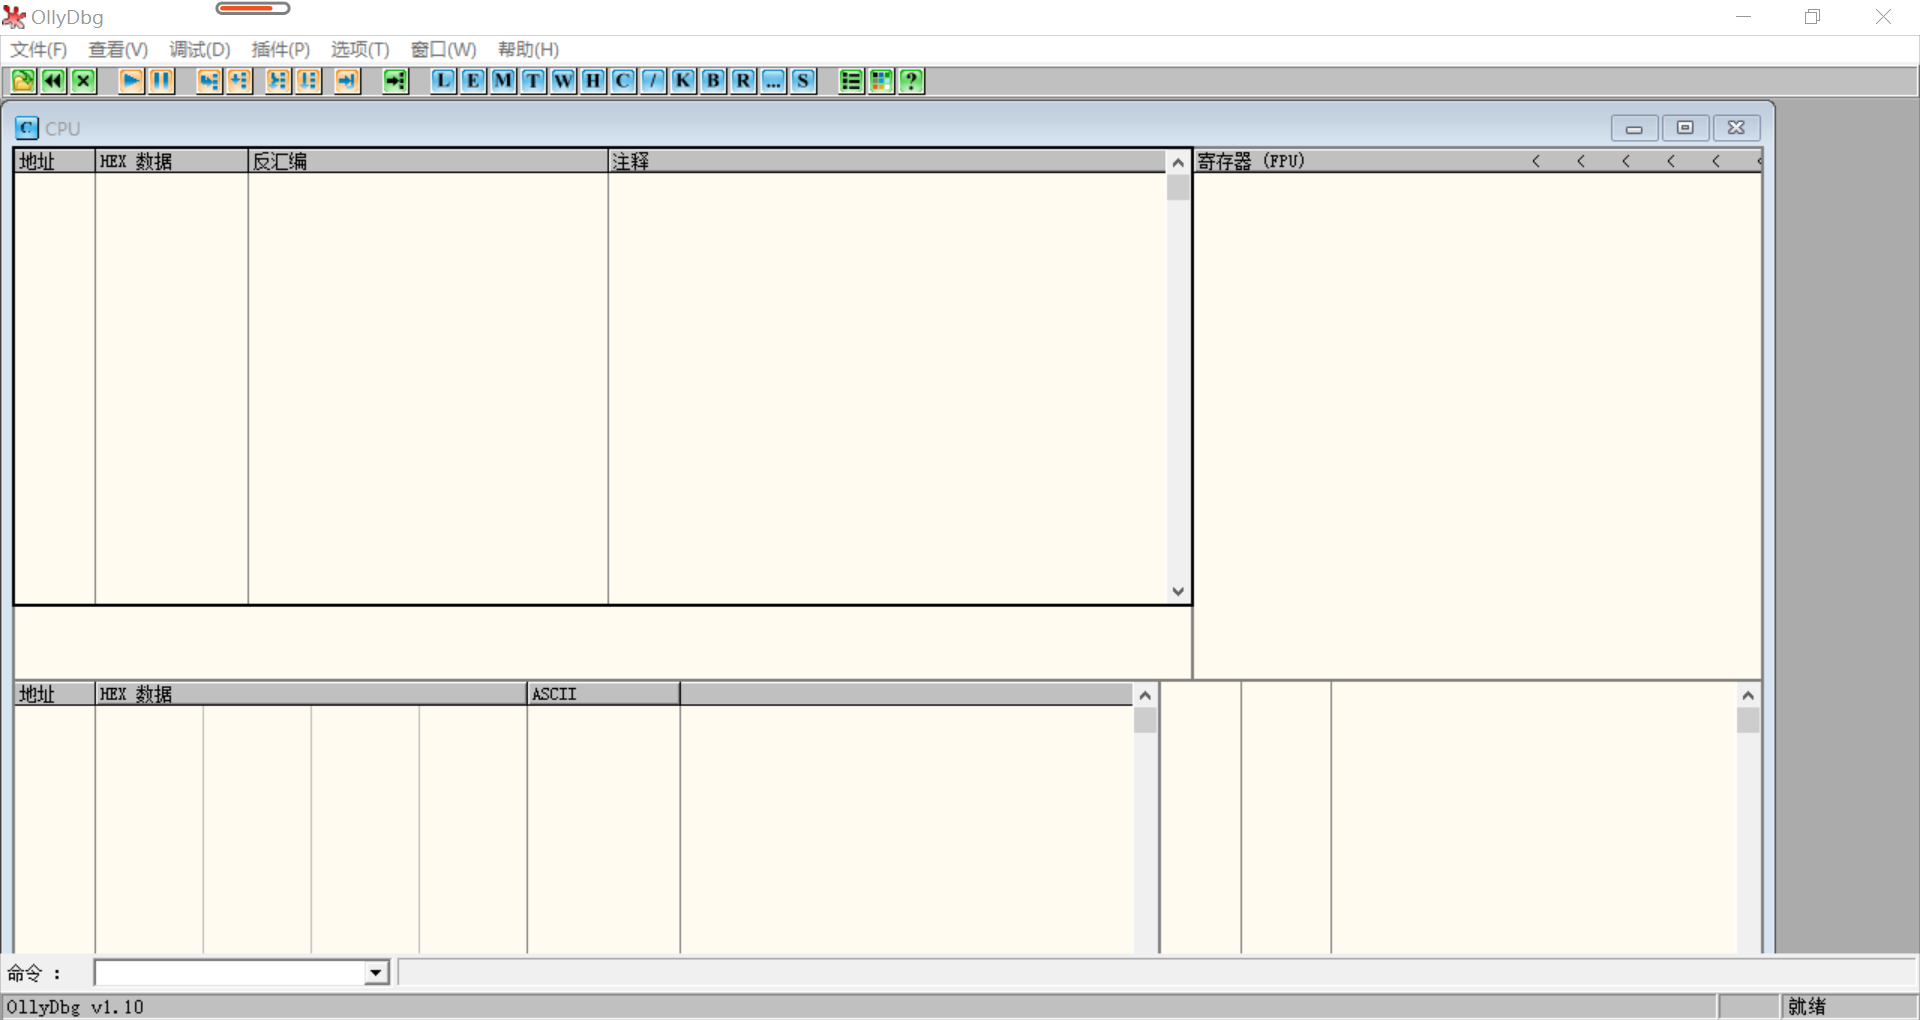 OllyDbg
文件(F) 查看(V) 调试(D) 插件(P) 选项(T) 窗口(W) 帮助(H)
L E M T W H C / K B R ... S ?
C CPU
地址 HEX 数据 反汇编 注释 寄存器 (FPU) < < < < < <
地址 HEX 数据 ASCII
命令 :
OllyDbg v1.10 就绪